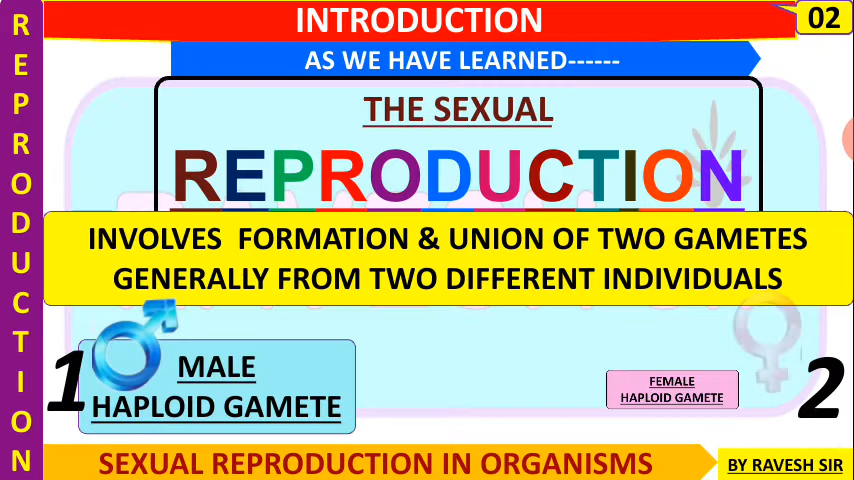 INTRODUCTION
02
AS WE HAVE LEARNED------
THE SEXUAL
REPRODUCTION
INVOLVES FORMATION & UNION OF TWO GAMETES
GENERALLY FROM TWO DIFFERENT INDIVIDUALS
1
MALE
HAPLOID GAMETE
FEMALE
HAPLOID GAMETE
2
SEXUAL REPRODUCTION IN ORGANISMS
BY RAVESH SIR
R
E
P
R
O
D
U
C
T
I
O
N